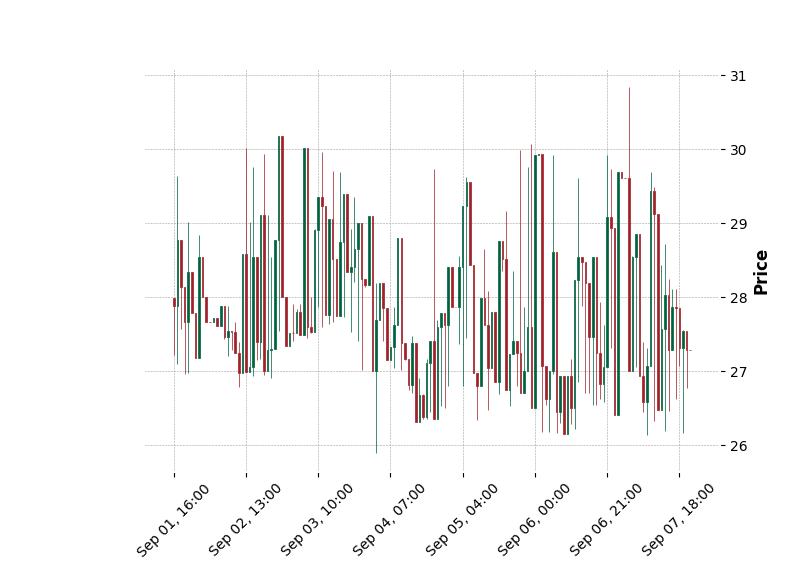 31
30
29
28
27
26
Price
Sep 01, 16:00
Sep 02, 13:00
Sep 03, 10:00
Sep 04, 07:00
Sep 05, 04:00
Sep 06, 00:00
Sep 06, 21:00
Sep 07, 18:00